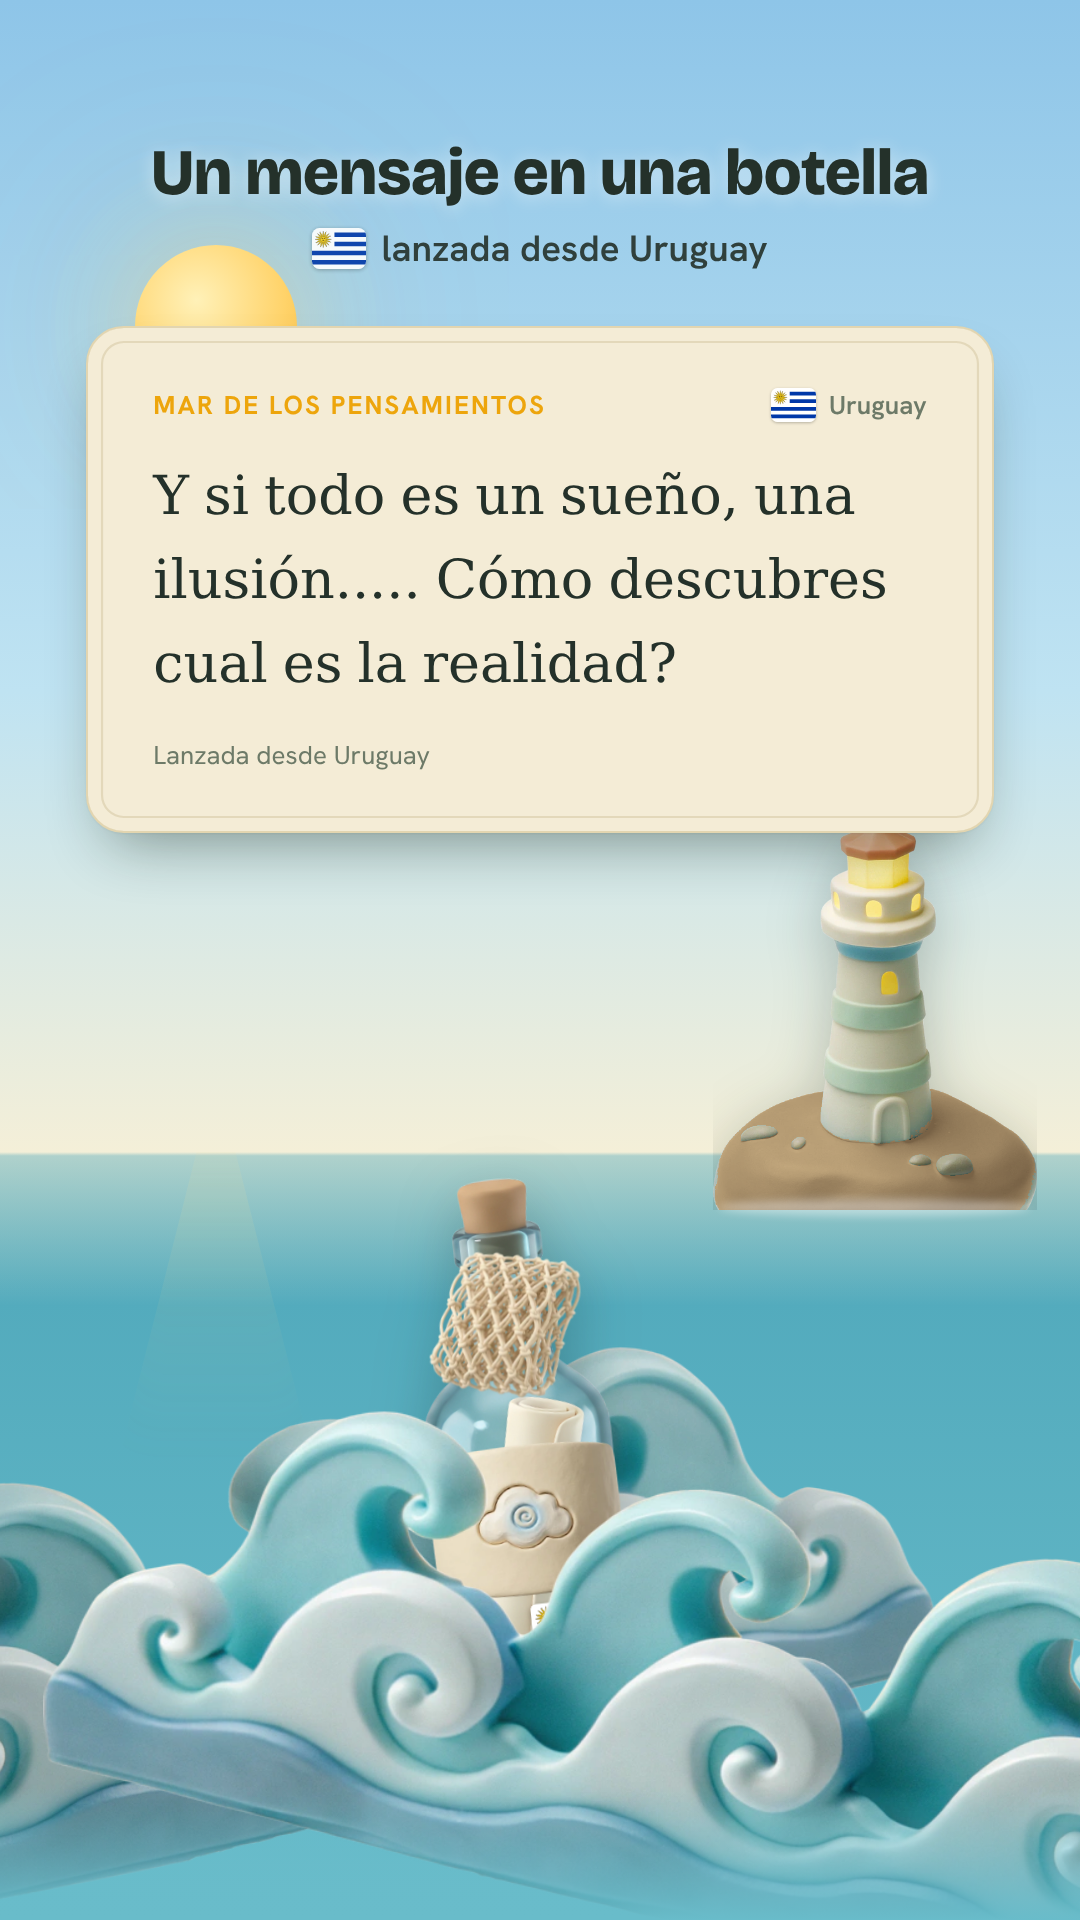 Un mensaje en una botella
lanzada desde Uruguay
MAR DE LOS PENSAMIENTOS
Uruguay
Y si todo es un sueño, una
ilusión..... Cómo descubres
cual es la realidad?
Lanzada desde Uruguay